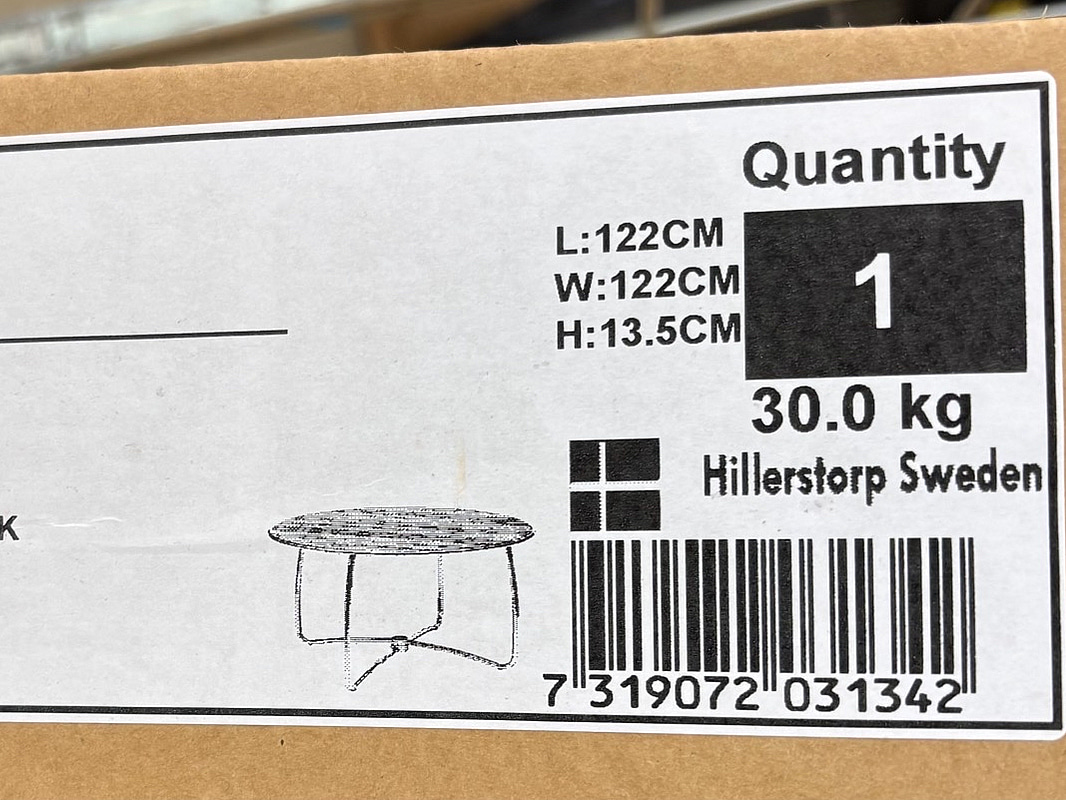 Quantity
L:122CM
W:122CM
H:13.5CM
1
30.0 kg
Hillerstorp Sweden
K
7 319072 031342